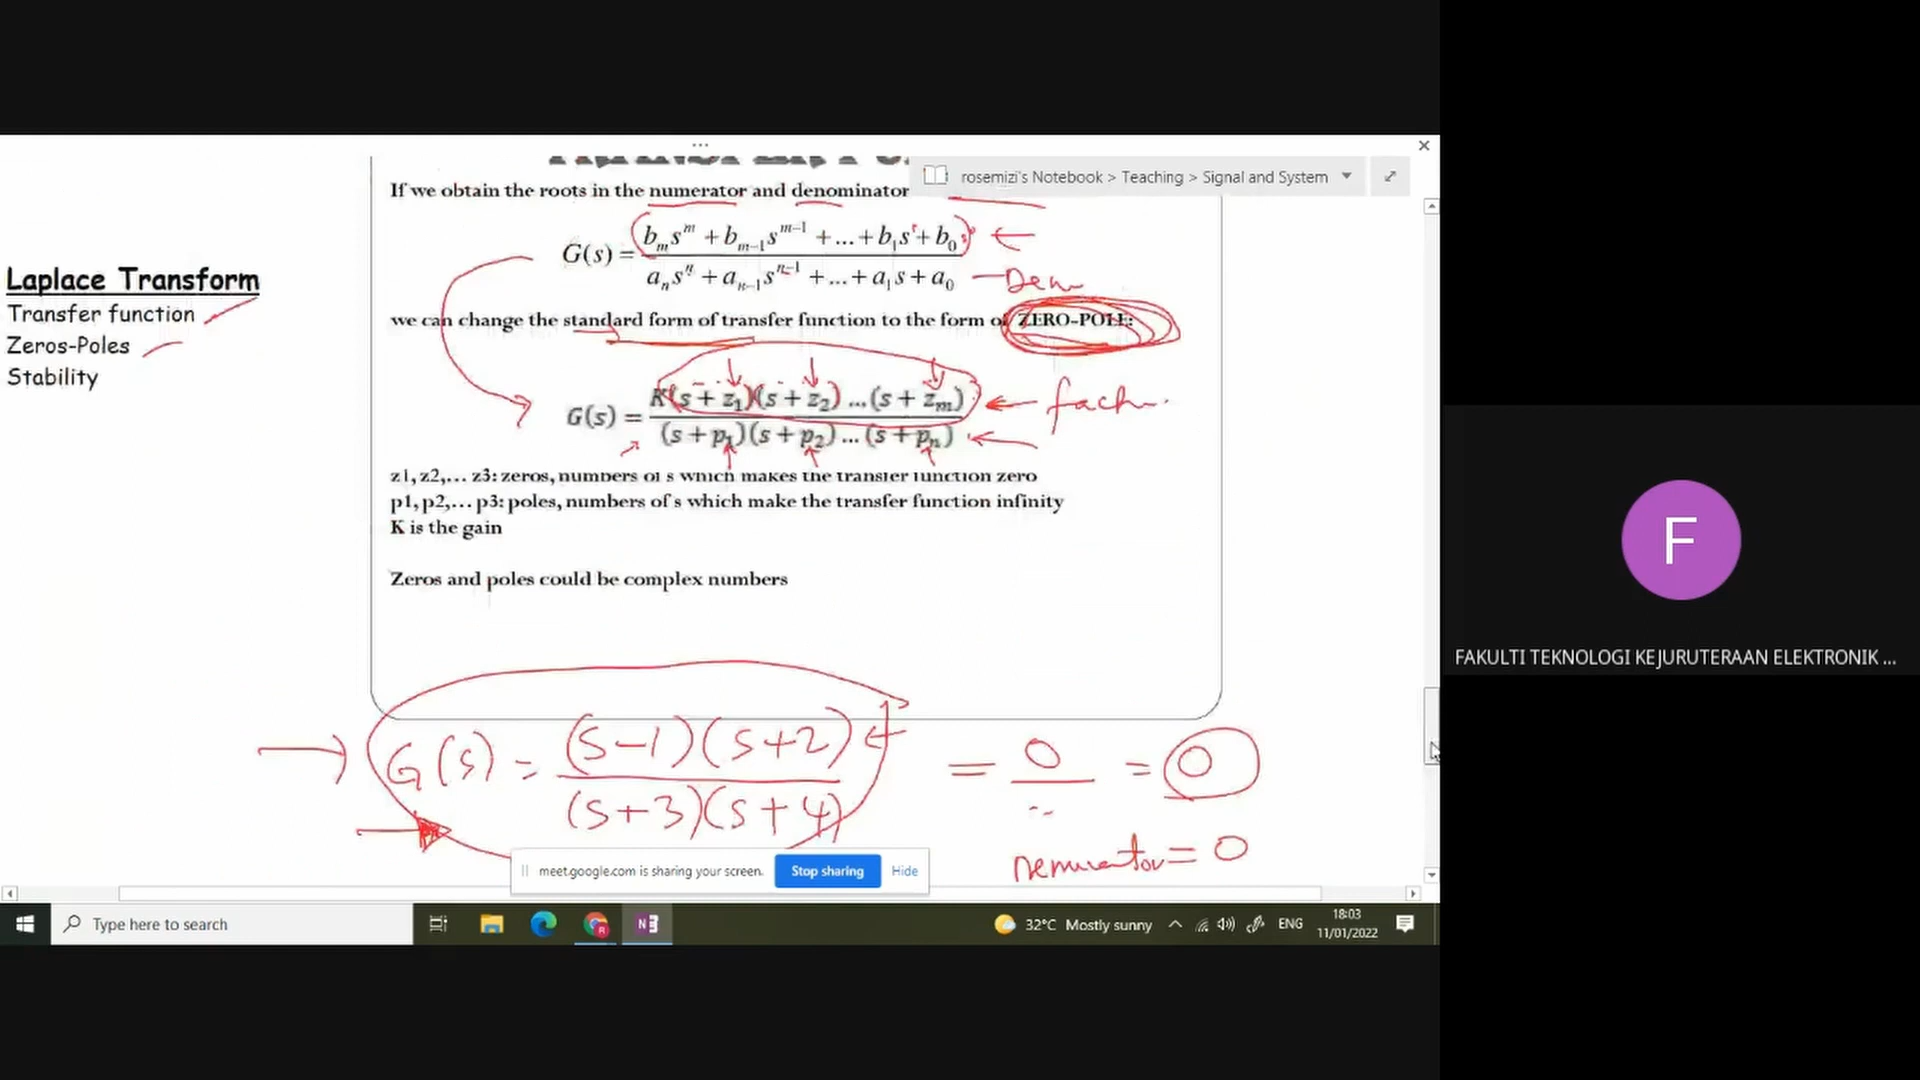 rosemizi's Notebook > Teaching > Signal and System
If we obtain the roots in the numerator and denominator
G(s) = (b_m s^m + b_{m-1} s^{m-1} + ... + b_1 s + b_0) / (a_n s^n + a_{n-1} s^{n-1} + ... + a_1 s + a_0)
Laplace Transform
Transfer function
Zeros-Poles
Stability
we can change the standard form of transfer function to the form of ZERO-POLE:
G(s) = K(s + z_1)(s + z_2) ... (s + z_m) / (s + p_1)(s + p_2) ... (s + p_n)
z1, z2,... z3: zeros, numbers of s which makes the transfer function zero
p1, p2,... p3: poles, numbers of s which make the transfer function infinity
K is the gain
Zeros and poles could be complex numbers
G(s) = (s-1)(s+2) / (s+3)(s+4) = 0 / .. = 0
= 0
meet.google.com is sharing your screen.
Stop sharing
Hide
Type here to search
32°C Mostly sunny
ENG
18:03
11/01/2022
F
FAKULTI TEKNOLOGI KEJURUTERAAN ELEKTRONIK ...